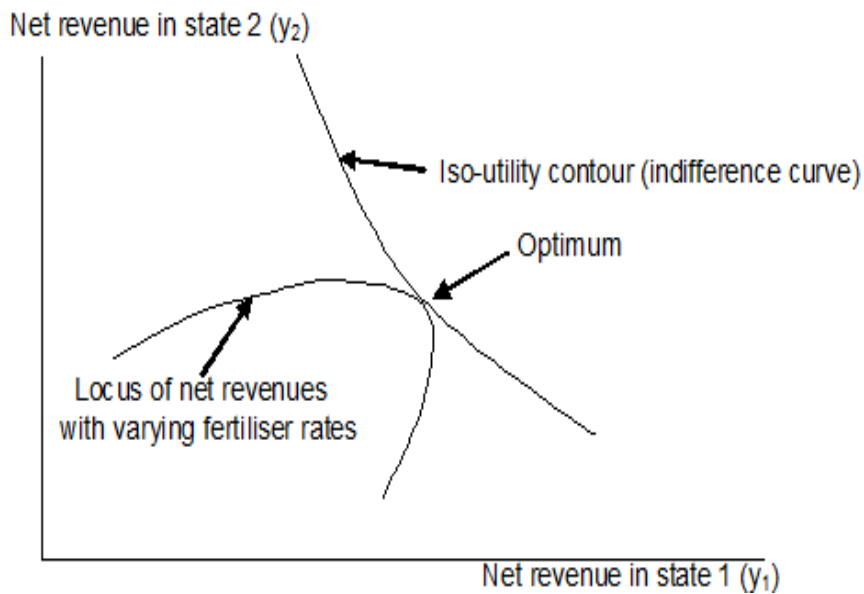 Net revenue in state 2 (y₂)
Iso-utility contour (indifference curve)
Optimum
Locus of net revenues
with varying fertiliser rates
Net revenue in state 1 (y₁)